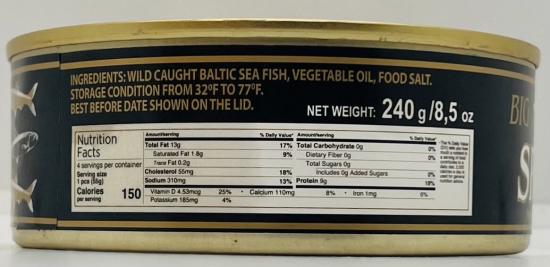 INGREDIENTS: WILD CAUGHT BALTIC SEA FISH, VEGETABLE OIL, FOOD SALT.
STORAGE CONDITION FROM 32ºF TO 77ºF.
BEST BEFORE DATE SHOWN ON THE LID.
NET WEIGHT: 240 g/8,5 oz
BIG
S
Nutrition
Facts
4 servings per container
Serving size
1 pcs (55g)
Calories
per serving
150
Amount/serving % Daily Value*
Total Fat 13g 17%
Saturated Fat 1.8g 9%
Trans Fat 0.2g
Cholesterol 55mg 18%
Sodium 310mg 13%
Amount/serving % Daily Value*
Total Carbohydrate 0g 0%
Dietary Fiber 0g 0%
Total Sugars 0g
Includes 0g Added Sugars 0%
Protein 9g 18%
Vitamin D 4.53mcg 25% • Calcium 110mg 8% • Iron 1mg 0%
Potassium 185mg 4%